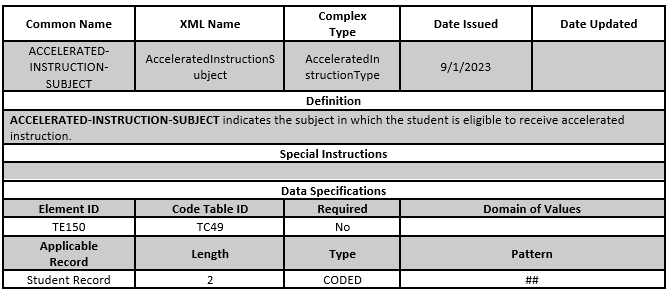 Common Name XML Name Complex Type Date Issued Date Updated
ACCELERATED-INSTRUCTION-SUBJECT AcceleratedInstructionSubject AcceleratedInstructionType 9/1/2023
Definition
ACCELERATED-INSTRUCTION-SUBJECT indicates the subject in which the student is eligible to receive accelerated
instruction.
Special Instructions
Data Specifications
Element ID Code Table ID Required Domain of Values
TE150 TC49 No
Applicable Record Length Type Pattern
Student Record 2 CODED ##